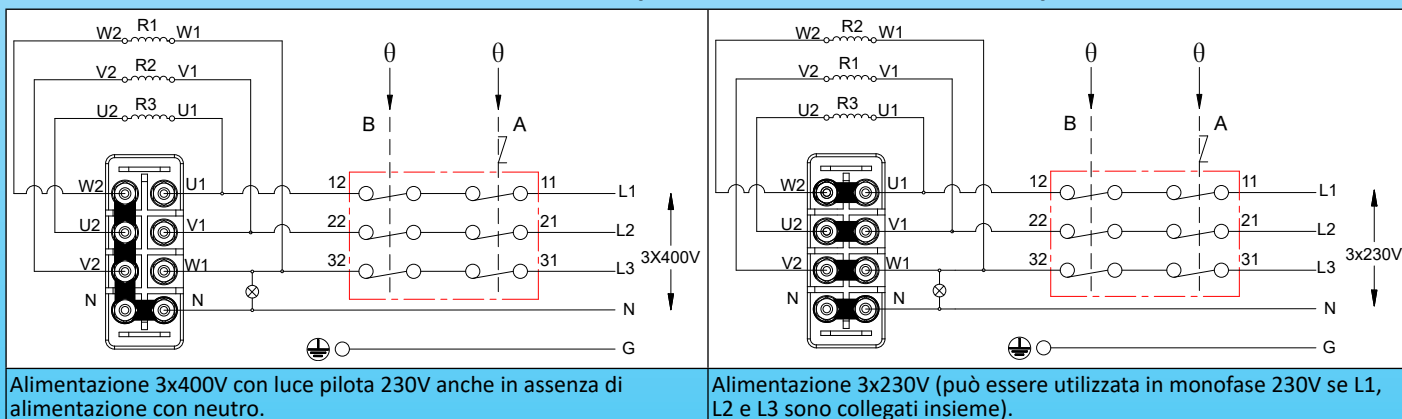 W2 R1 W1
V2 R2 V1
U2 R3 U1
θ θ
B A
W2 U1 12 11 L1
U2 V1 22 21 L2
V2 W1 32 31 L3
3X400V
N N N
G
Alimentazione 3x400V con luce pilota 230V anche in assenza di
alimentazione con neutro.
W2 R2 W1
V2 R1 V1
U2 R3 U1
θ θ
B A
W2 U1 12 11 L1
U2 V1 22 21 L2
V2 W1 32 31 L3
3x230V
N N N
G
Alimentazione 3x230V (può essere utilizzata in monofase 230V se L1,
L2 e L3 sono collegati insieme).